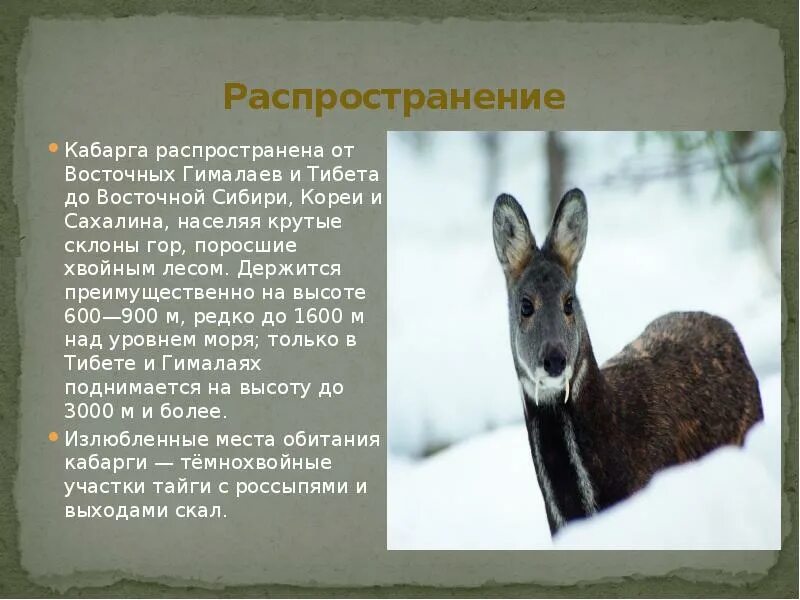 Распространение
Кабарга распространена от
Восточных Гималаев и Тибета
до Восточной Сибири, Кореи и
Сахалина, населяя крутые
склоны гор, поросшие
хвойным лесом. Держится
преимущественно на высоте
600—900 м, редко до 1600 м
над уровнем моря; только в
Тибете и Гималаях
поднимается на высоту до
3000 м и более.
Излюбленные места обитания
кабарги — тёмнохвойные
участки тайги с россыпями и
выходами скал.